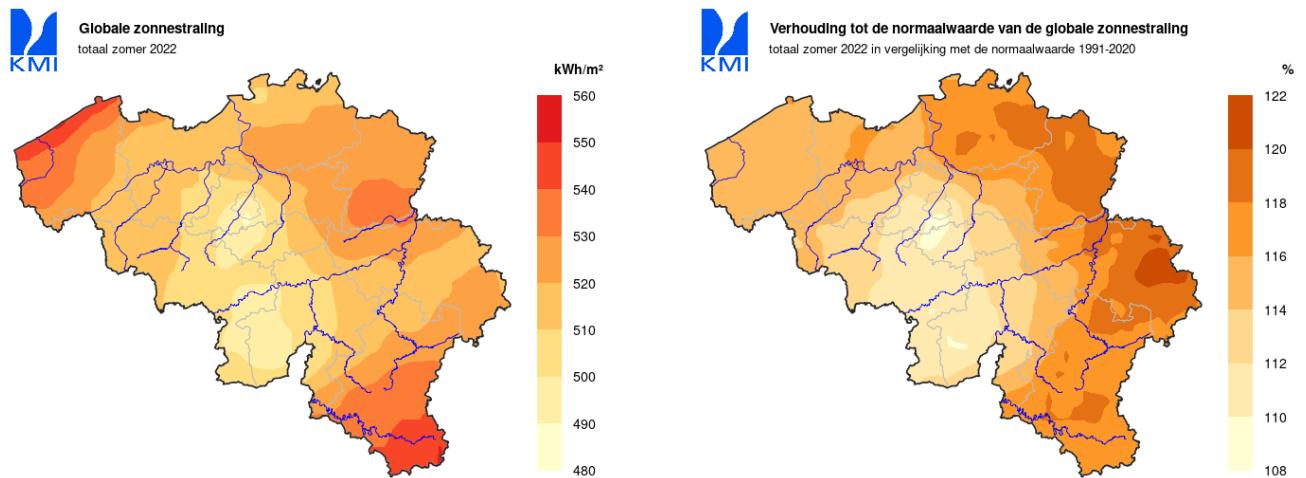 KMI
Globale zonnestraling
totaal zomer 2022
kWh/m²
560
550
540
530
520
510
500
490
480
KMI
Verhouding tot de normaalwaarde van de globale zonnestraling
totaal zomer 2022 in vergelijking met de normaalwaarde 1991-2020
%
122
120
118
116
114
112
110
108